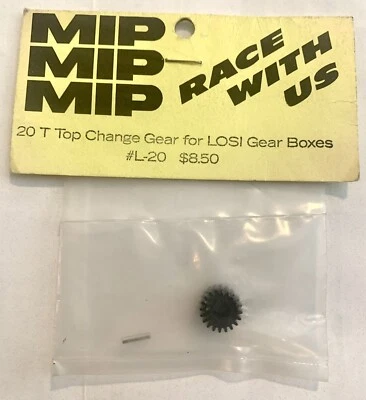 MIP
MIP
MIP
RACE
WITH
US
20 T Top Change Gear for LOSI Gear Boxes
#L-20 $8.50